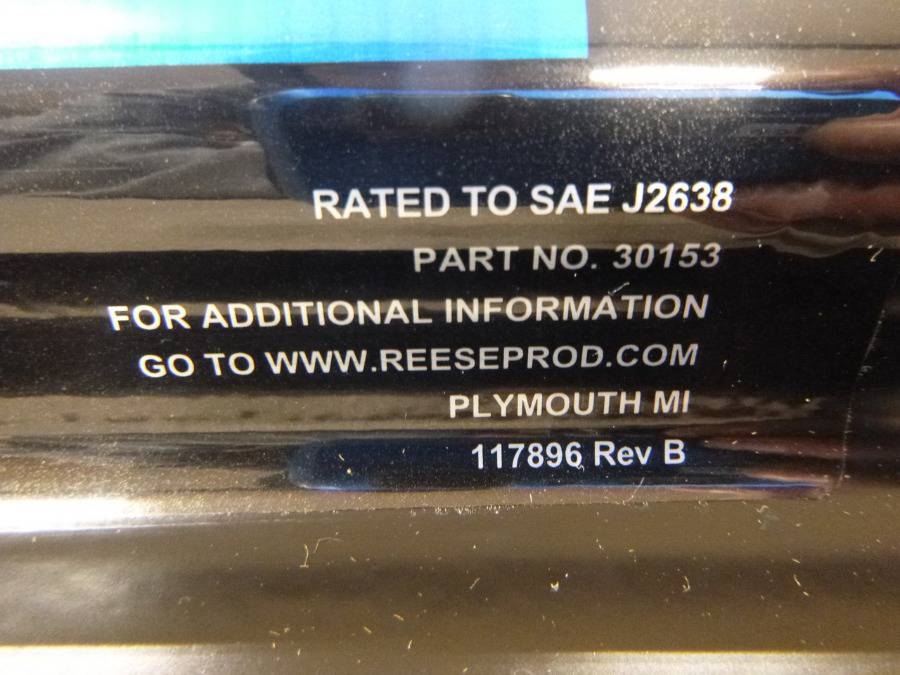 RATED TO SAE J2638
PART NO. 30153
FOR ADDITIONAL INFORMATION
GO TO WWW.REESEPROD.COM
PLYMOUTH MI
117896 Rev B